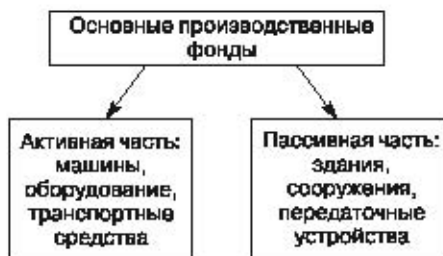 Основные производственные
фонды
Активная часть:
машины,
оборудование,
транспортные
средства
Пассивная часть:
здания,
сооружения,
передаточные
устройства